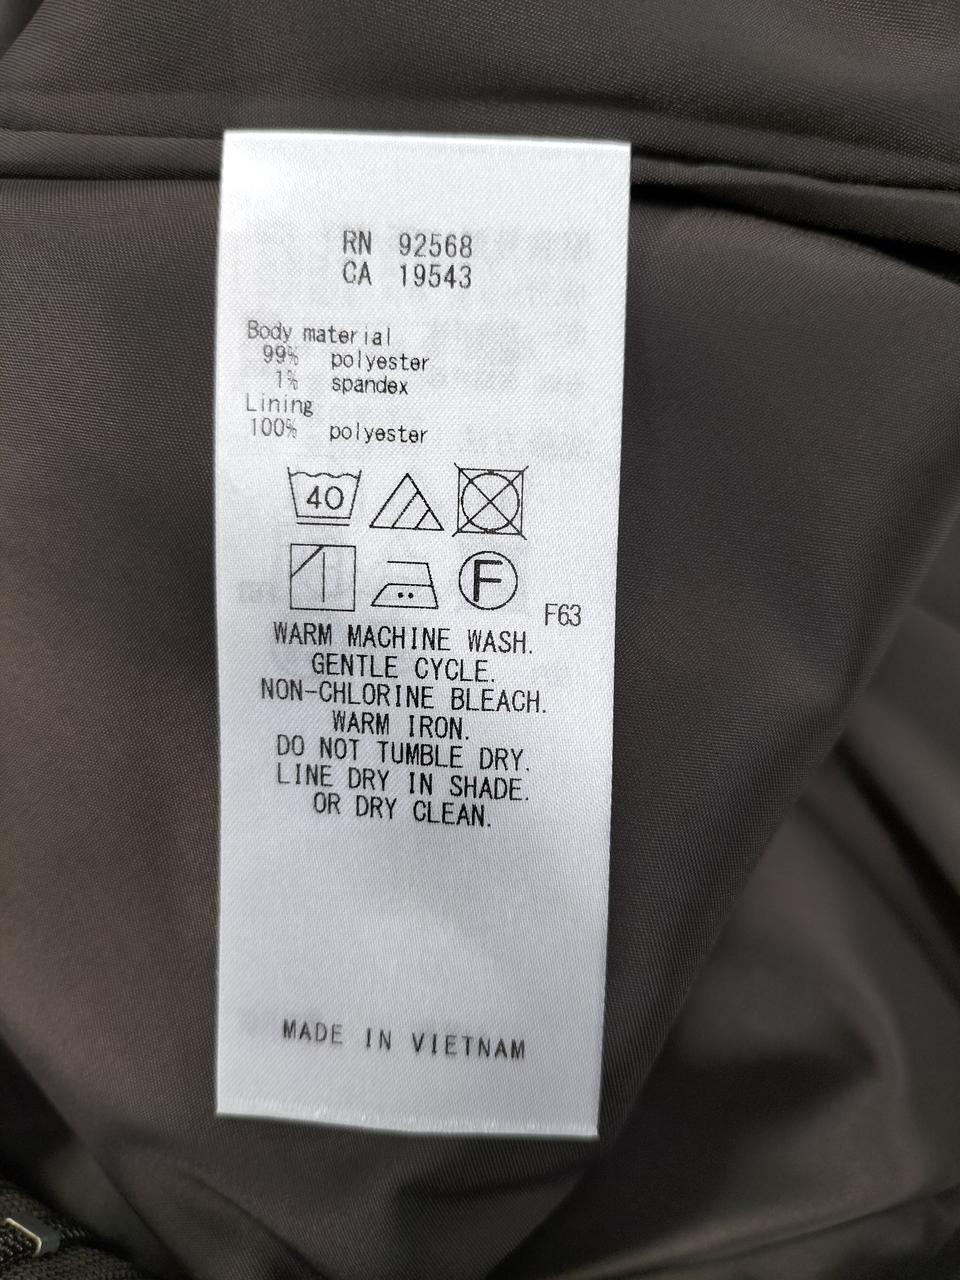 RN 92568
CA 19543
Body material
99% polyester
1% spandex
Lining
100% polyester
40
F
F63
WARM MACHINE WASH.
GENTLE CYCLE.
NON-CHLORINE BLEACH.
WARM IRON.
DO NOT TUMBLE DRY.
LINE DRY IN SHADE.
OR DRY CLEAN.
MADE IN VIETNAM